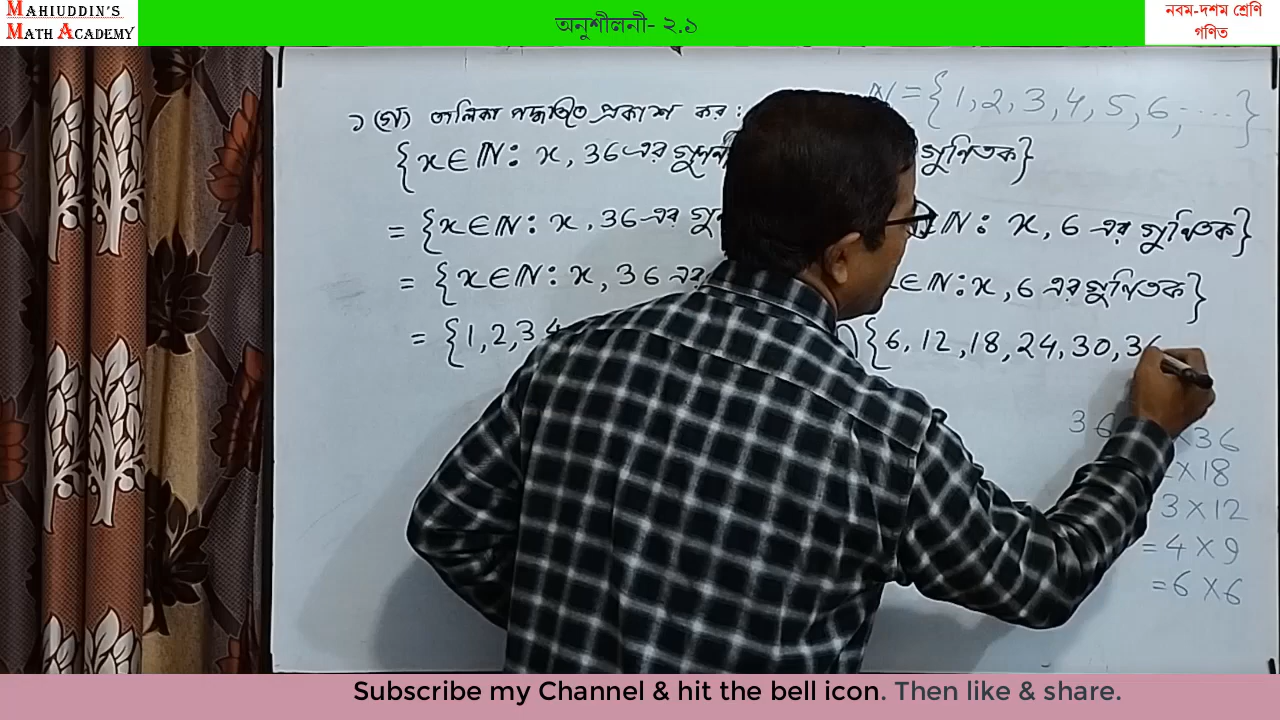 MAHIUDDIN'S
MATH ACADEMY
অনুশীলনী- ২.১
নবম-দশম শ্রেণি
গণিত
N = {1, 2, 3, 4, 5, 6, ....}
১ (গ) তালিকা পদ্ধতিতে প্রকাশ কর :
{x ∈ N : x, 36 এর গুণিতক}
= {x ∈ N : x, 36 এর N : x, 6 এর গুণিতক}
= {x ∈ N : x, 36 এর ∈ N : x, 6 এর গুণিতক}
= {1, 2, 3, 4 ∩ {6, 12, 18, 24, 30, 36
36 × 36
× 18
3 × 12
= 4 × 9
= 6 × 6
Subscribe my Channel & hit the bell icon. Then like & share.